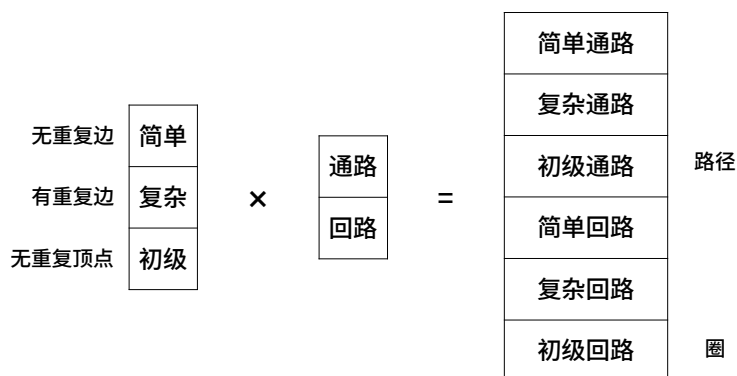 无重复边
有重复边
无重复顶点
简单
复杂
初级
×
通路
回路
=
简单通路
复杂通路
初级通路
简单回路
复杂回路
初级回路
路径
圈